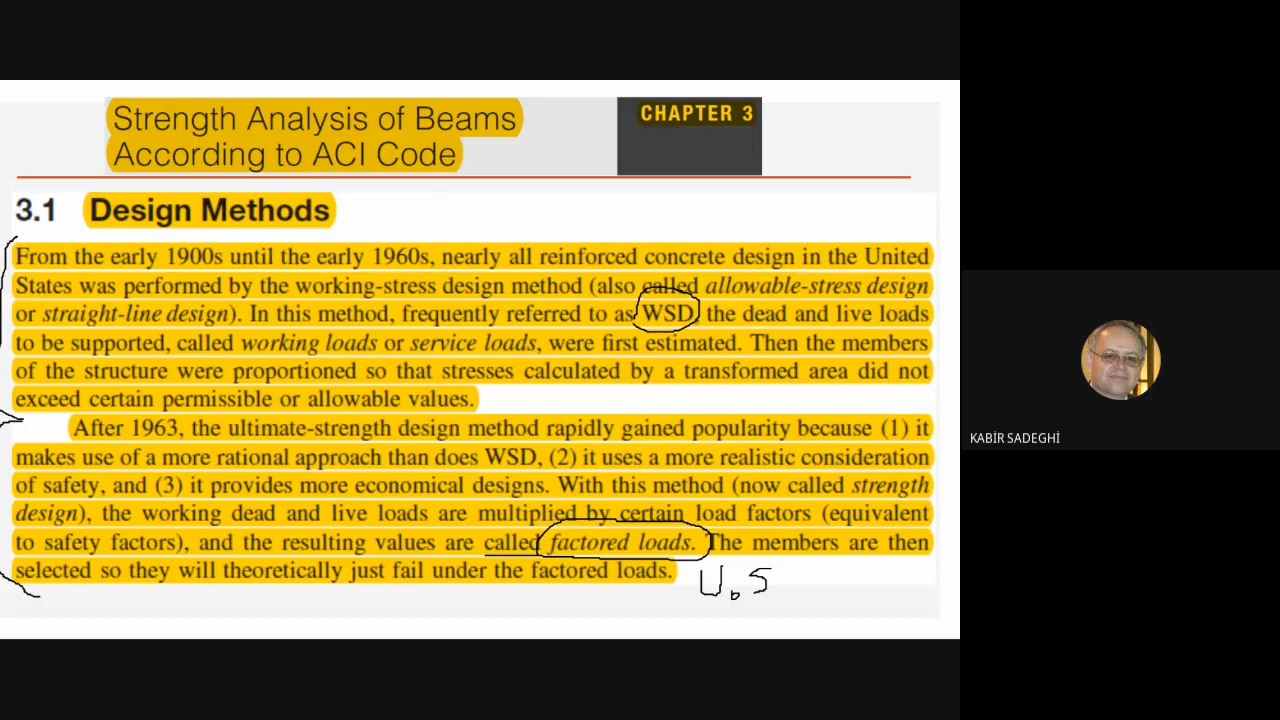 Strength Analysis of Beams
According to ACI Code
CHAPTER 3
3.1 Design Methods
From the early 1900s until the early 1960s, nearly all reinforced concrete design in the United
States was performed by the working-stress design method (also called allowable-stress design
or straight-line design). In this method, frequently referred to as WSD, the dead and live loads
to be supported, called working loads or service loads, were first estimated. Then the members
of the structure were proportioned so that stresses calculated by a transformed area did not
exceed certain permissible or allowable values.
After 1963, the ultimate-strength design method rapidly gained popularity because (1) it
makes use of a more rational approach than does WSD, (2) it uses a more realistic consideration
of safety, and (3) it provides more economical designs. With this method (now called strength
design), the working dead and live loads are multiplied by certain load factors (equivalent
to safety factors), and the resulting values are called factored loads. The members are then
selected so they will theoretically just fail under the factored loads.
U.S
KABİR SADEGHİ